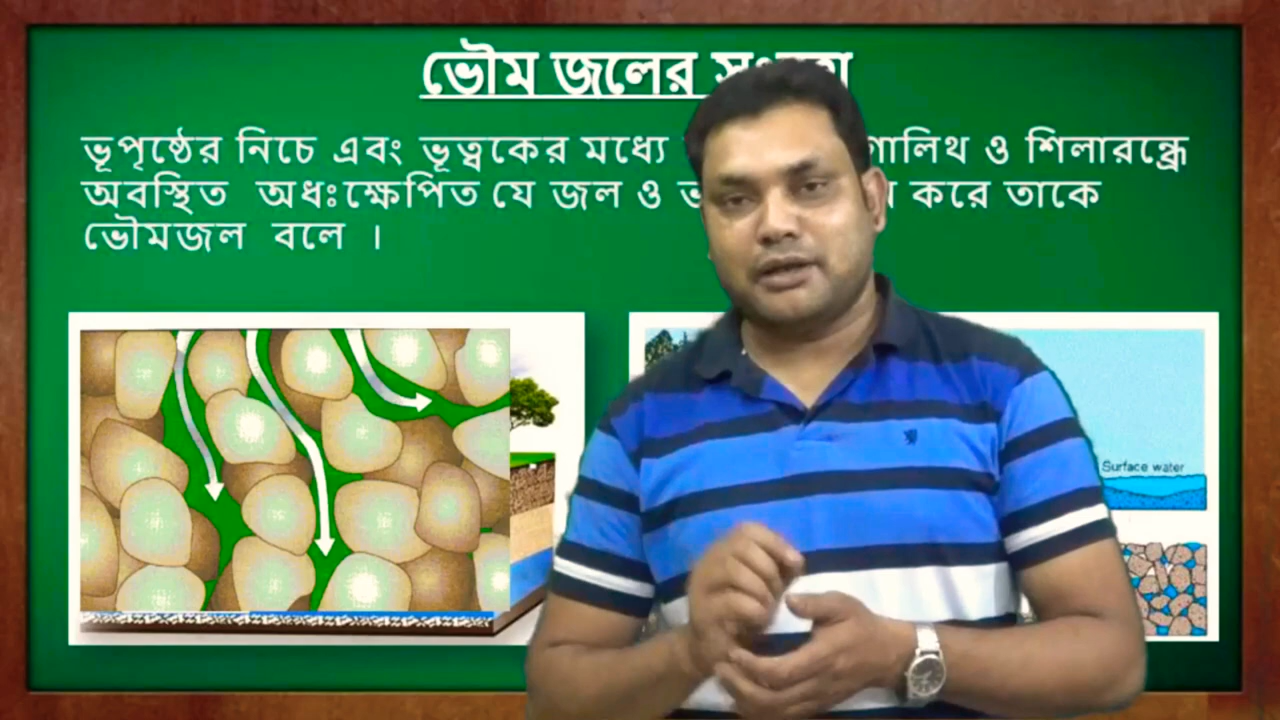 ভৌম জলের
ভূপৃষ্ঠের নিচে এবং ভূত্বকের মধ্যে ও শিলারন্ধ্রে
অবস্থিত অধঃক্ষেপিত যে জল ও করে তাকে
ভৌমজল বলে ।
Surface water